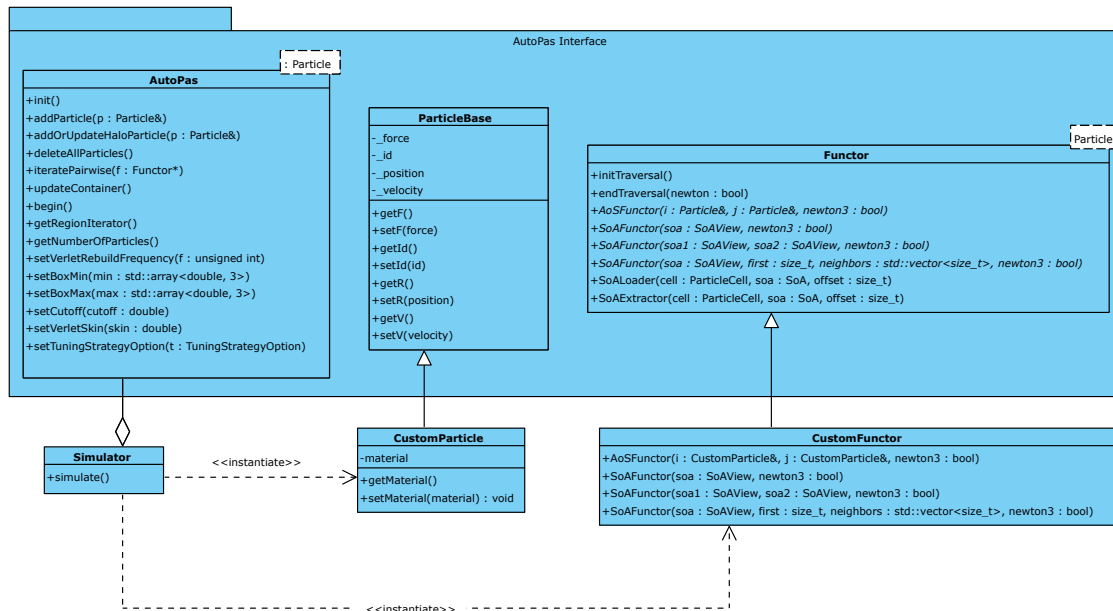 AutoPas Interface
: Particle
AutoPas
+init()
+addParticle(p : Particle&)
+addOrUpdateHaloParticle(p : Particle&)
+deleteAllParticles()
+iteratePairwise(f : Functor*)
+updateContainer()
+begin()
+getRegionIterator()
+getNumberOfParticles()
+setVerletRebuildFrequency(f : unsigned int)
+setBoxMin(min : std::array<double, 3>)
+setBoxMax(max : std::array<double, 3>)
+setCutoff(cutoff : double)
+setVerletSkin(skin : double)
+setTuningStrategyOption(t : TuningStrategyOption)
ParticleBase
-_force
-_id
-_position
-_velocity
+getF()
+setF(force)
+getId()
+setId(id)
+getR()
+setR(position)
+getV()
+setV(velocity)
Particle
Functor
+initTraversal()
+endTraversal(newton : bool)
+AoSFunctor(i : Particle&, j : Particle&, newton3 : bool)
+SoAFunctor(soa : SoAView, newton3 : bool)
+SoAFunctor(soa1 : SoAView, soa2 : SoAView, newton3 : bool)
+SoAFunctor(soa : SoAView, first : size_t, neighbors : std::vector<size_t>, newton3 : bool)
+SoALoader(cell : ParticleCell, soa : SoA, offset : size_t)
+SoAExtractor(cell : ParticleCell, soa : SoA, offset : size_t)
Simulator
+simulate()
<<instantiate>>
CustomParticle
-material
+getMaterial()
+setMaterial(material) : void
CustomFunctor
+AoSFunctor(i : CustomParticle&, j : CustomParticle&, newton3 : bool)
+SoAFunctor(soa : SoAView, newton3 : bool)
+SoAFunctor(soa1 : SoAView, soa2 : SoAView, newton3 : bool)
+SoAFunctor(soa : SoAView, first : size_t, neighbors : std::vector<size_t>, newton3 : bool)
<<instantiate>>